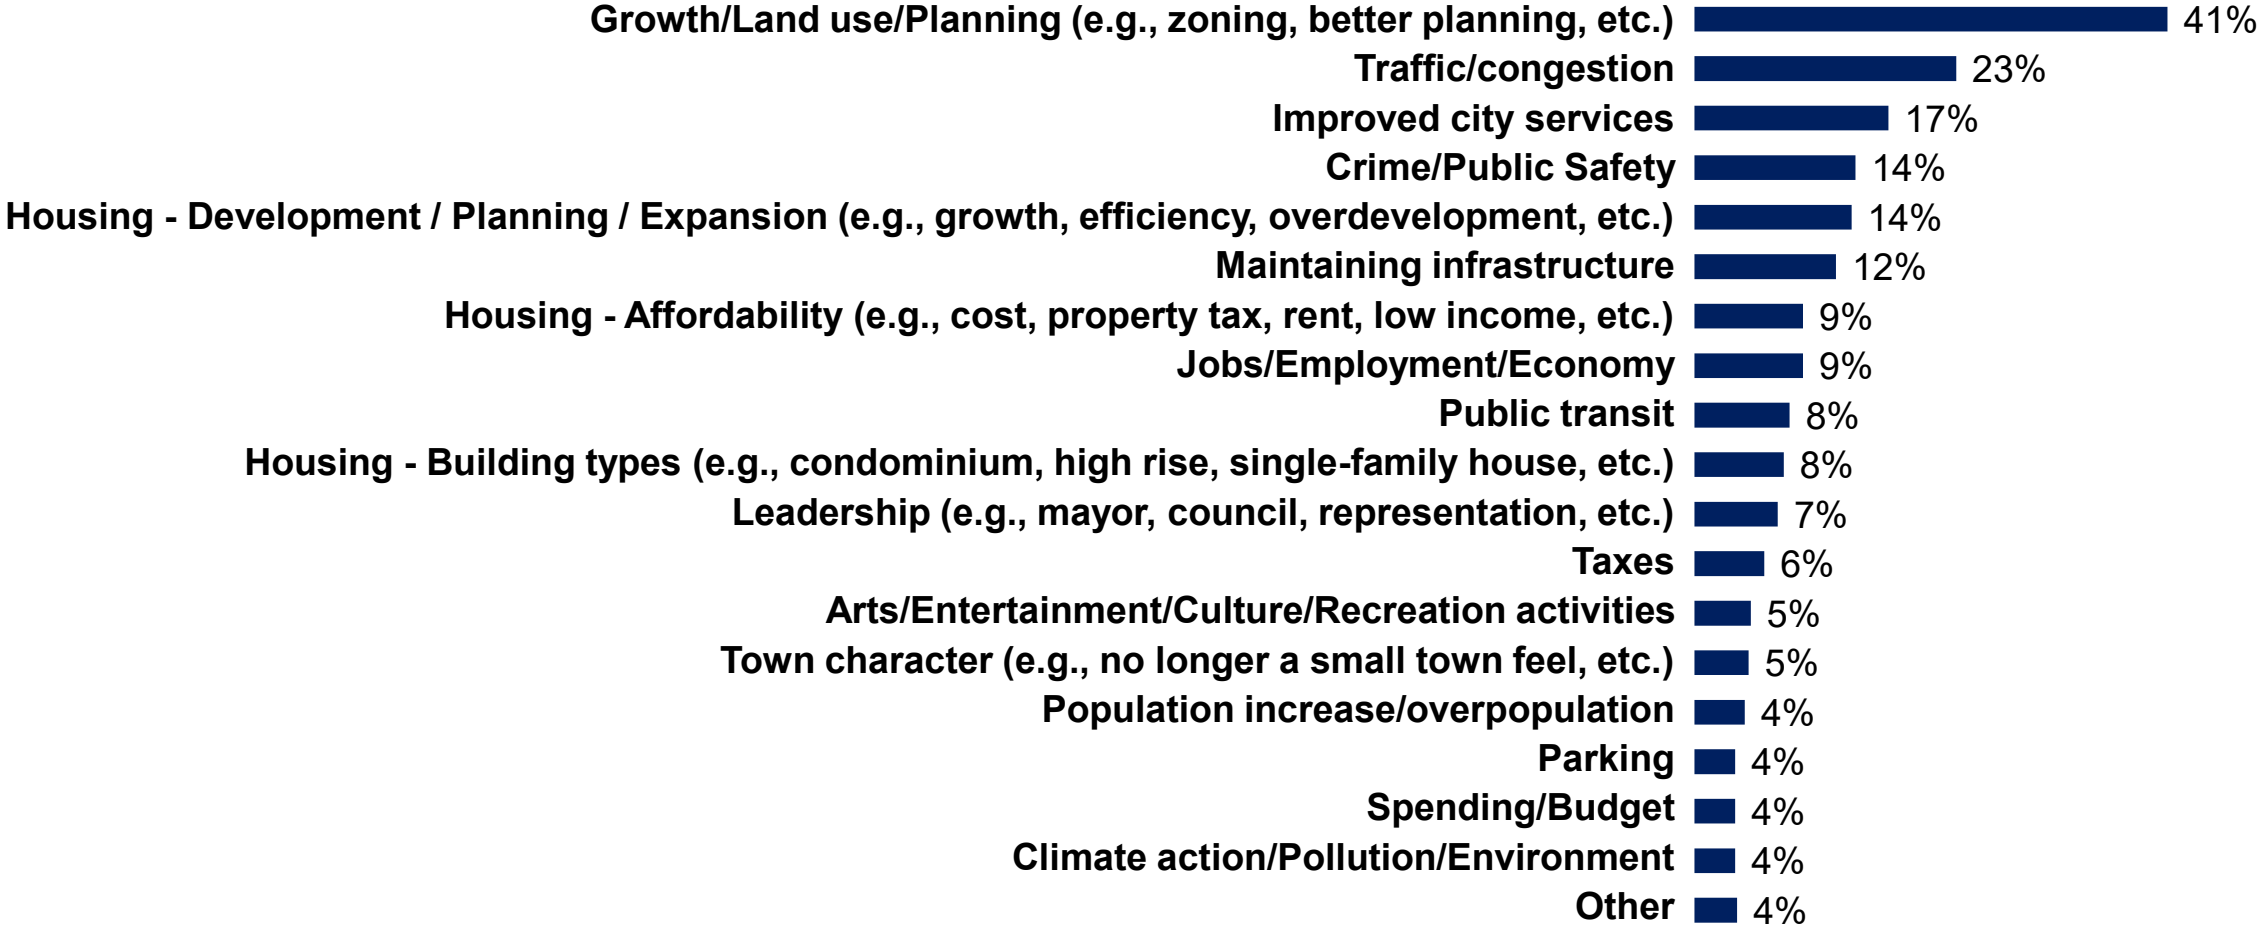 Growth/Land use/Planning (e.g., zoning, better planning, etc.) 41%
Traffic/congestion 23%
Improved city services 17%
Crime/Public Safety 14%
Housing - Development / Planning / Expansion (e.g., growth, efficiency, overdevelopment, etc.) 14%
Maintaining infrastructure 12%
Housing - Affordability (e.g., cost, property tax, rent, low income, etc.) 9%
Jobs/Employment/Economy 9%
Public transit 8%
Housing - Building types (e.g., condominium, high rise, single-family house, etc.) 8%
Leadership (e.g., mayor, council, representation, etc.) 7%
Taxes 6%
Arts/Entertainment/Culture/Recreation activities 5%
Town character (e.g., no longer a small town feel, etc.) 5%
Population increase/overpopulation 4%
Parking 4%
Spending/Budget 4%
Climate action/Pollution/Environment 4%
Other 4%